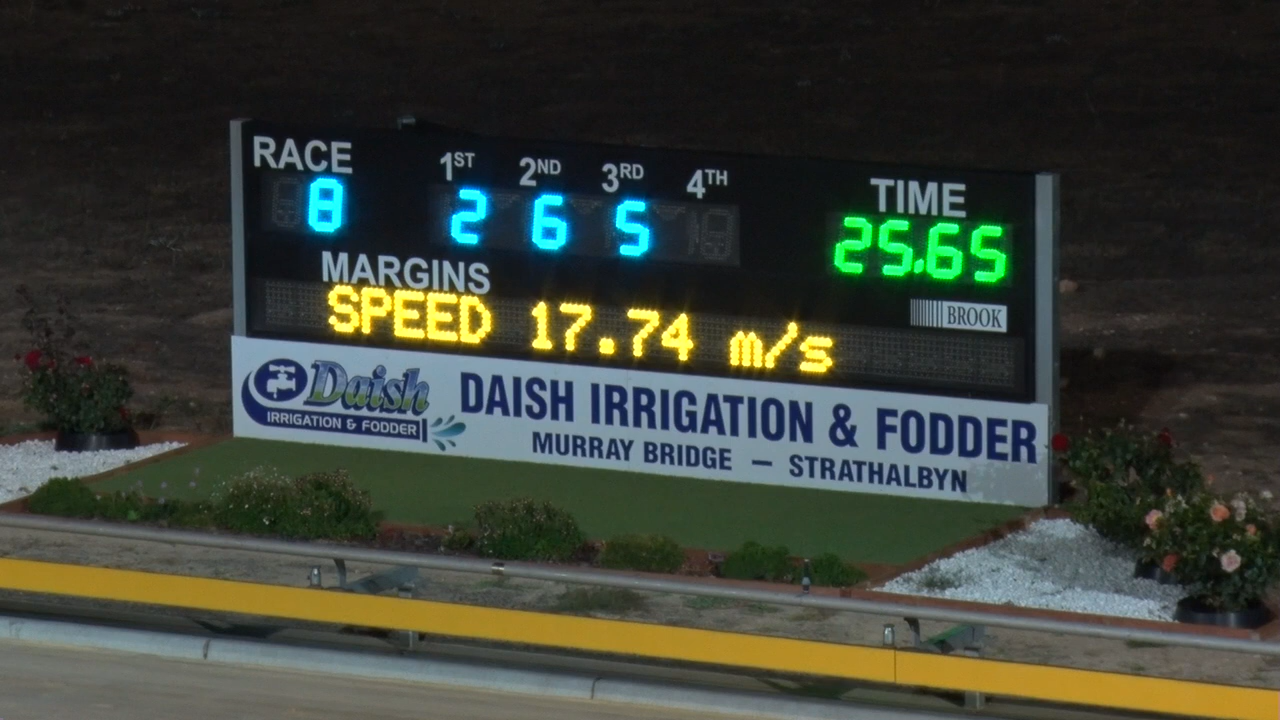 RACE 1ST 2ND 3RD 4TH TIME
8 2 6 5 25.65
MARGINS
SPEED 17.74 m/s
BROOK
Daish
IRRIGATION & FODDER
DAISH IRRIGATION & FODDER
MURRAY BRIDGE – STRATHALBYN